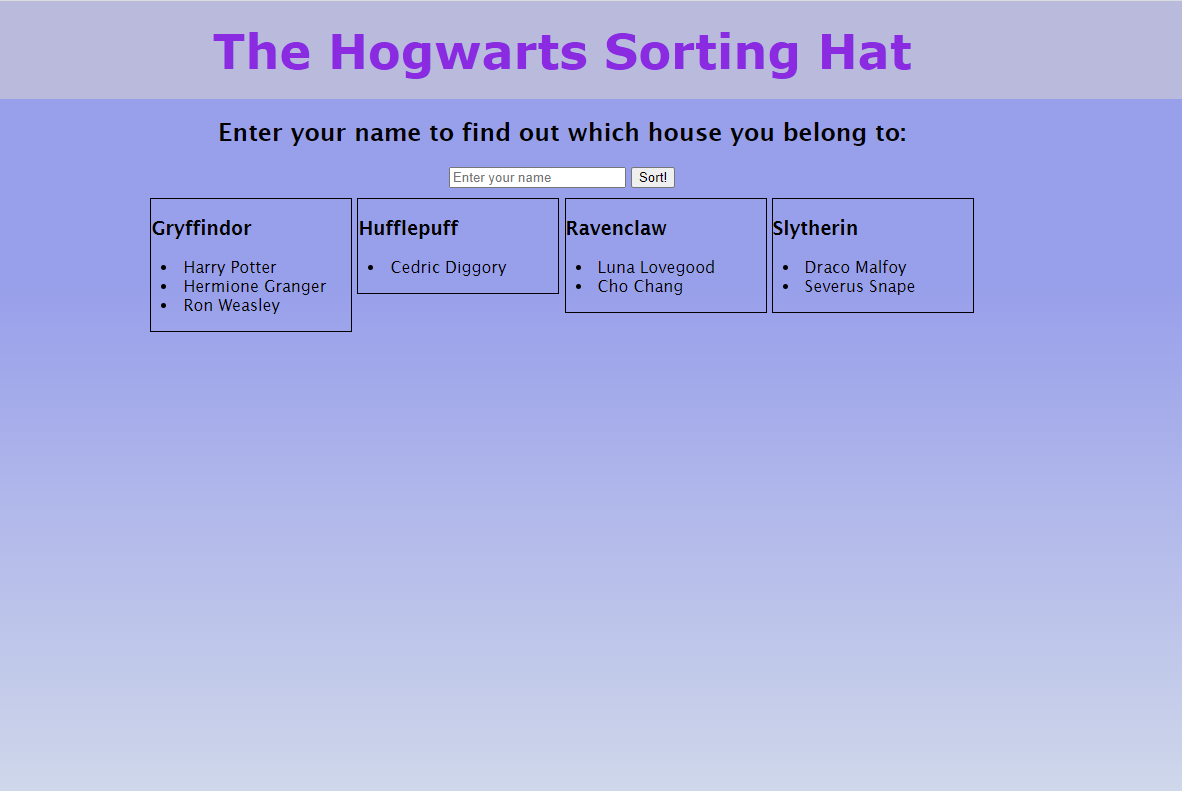 The Hogwarts Sorting Hat
Enter your name to find out which house you belong to:
Enter your name Sort!
Gryffindor
Harry Potter
Hermione Granger
Ron Weasley
Hufflepuff
Cedric Diggory
Ravenclaw
Luna Lovegood
Cho Chang
Slytherin
Draco Malfoy
Severus Snape